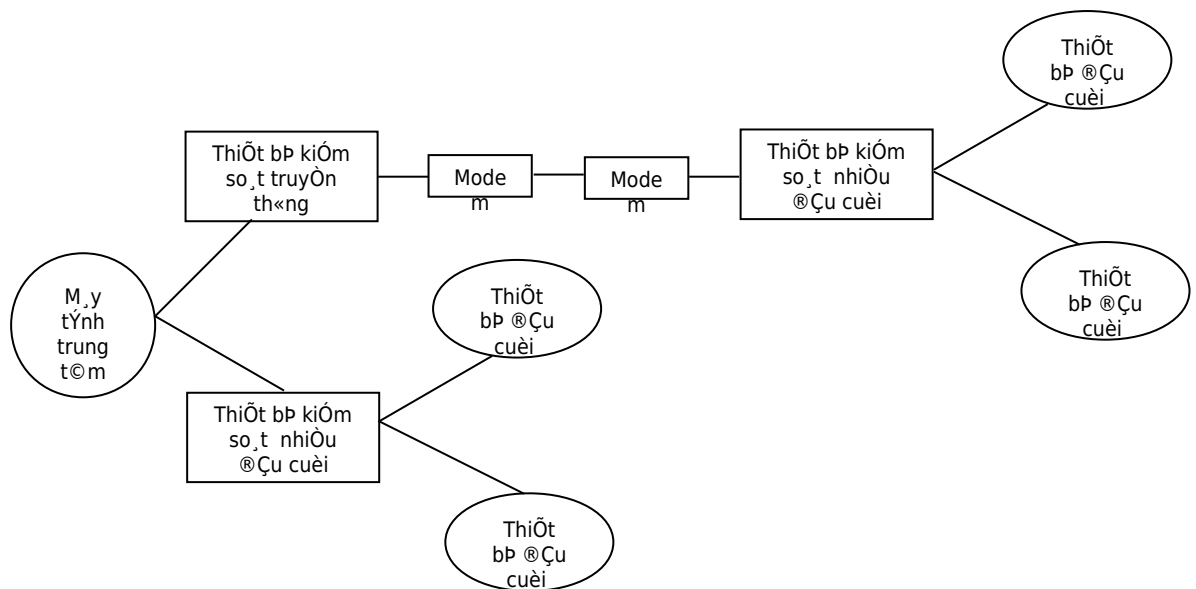 ThiÕt
bÞ ®Çu
cuèi
ThiÕt bÞ kiÓm
so¸t truyÒn
th«ng
Mode
m
Mode
m
ThiÕt bÞ kiÓm
so¸t nhiÒu
®Çu cuèi
ThiÕt
bÞ ®Çu
cuèi
M¸y
tÝnh
trung
t©m
ThiÕt
bÞ ®Çu
cuèi
ThiÕt bÞ kiÓm
so¸t nhiÒu
®Çu cuèi
ThiÕt
bÞ ®Çu
cuèi